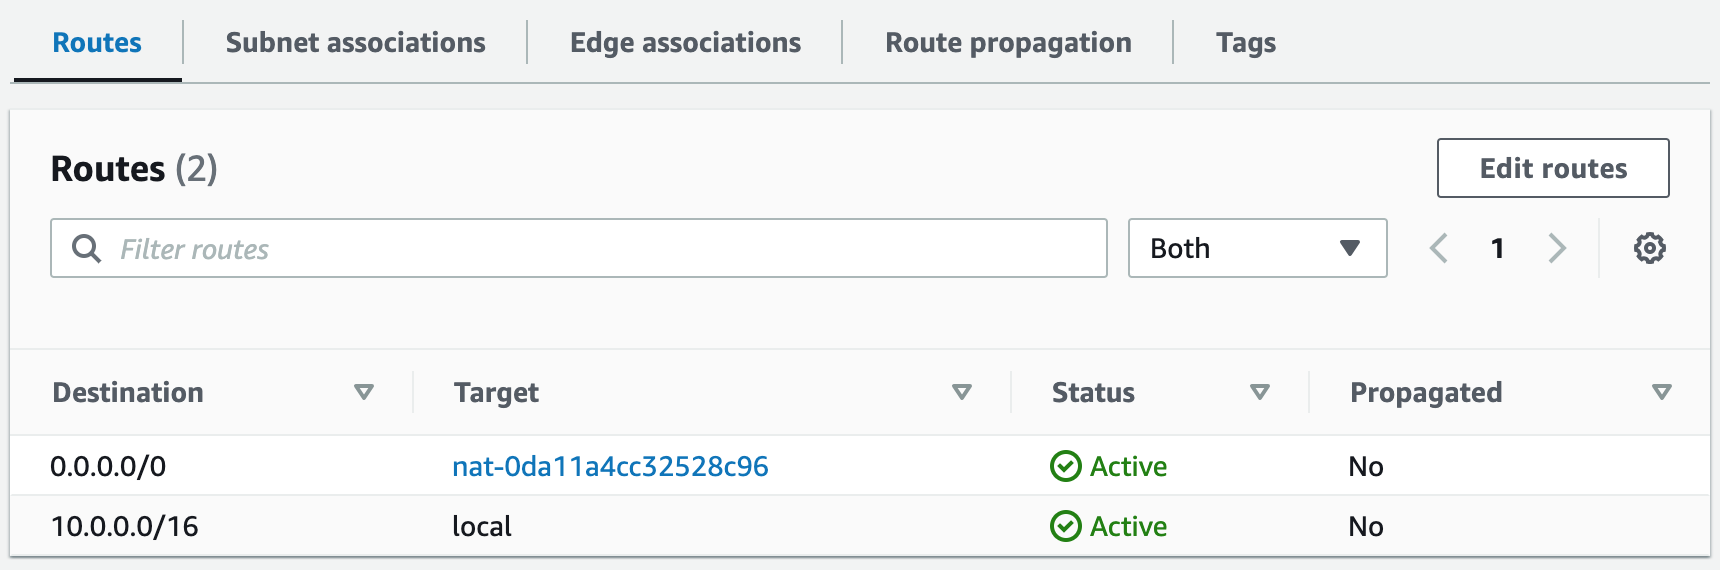 Routes Subnet associations Edge associations Route propagation Tags
Routes (2) Edit routes
Filter routes Both 1
Destination Target Status Propagated
0.0.0.0/0 nat-0da11a4cc32528c96 Active No
10.0.0.0/16 local Active No